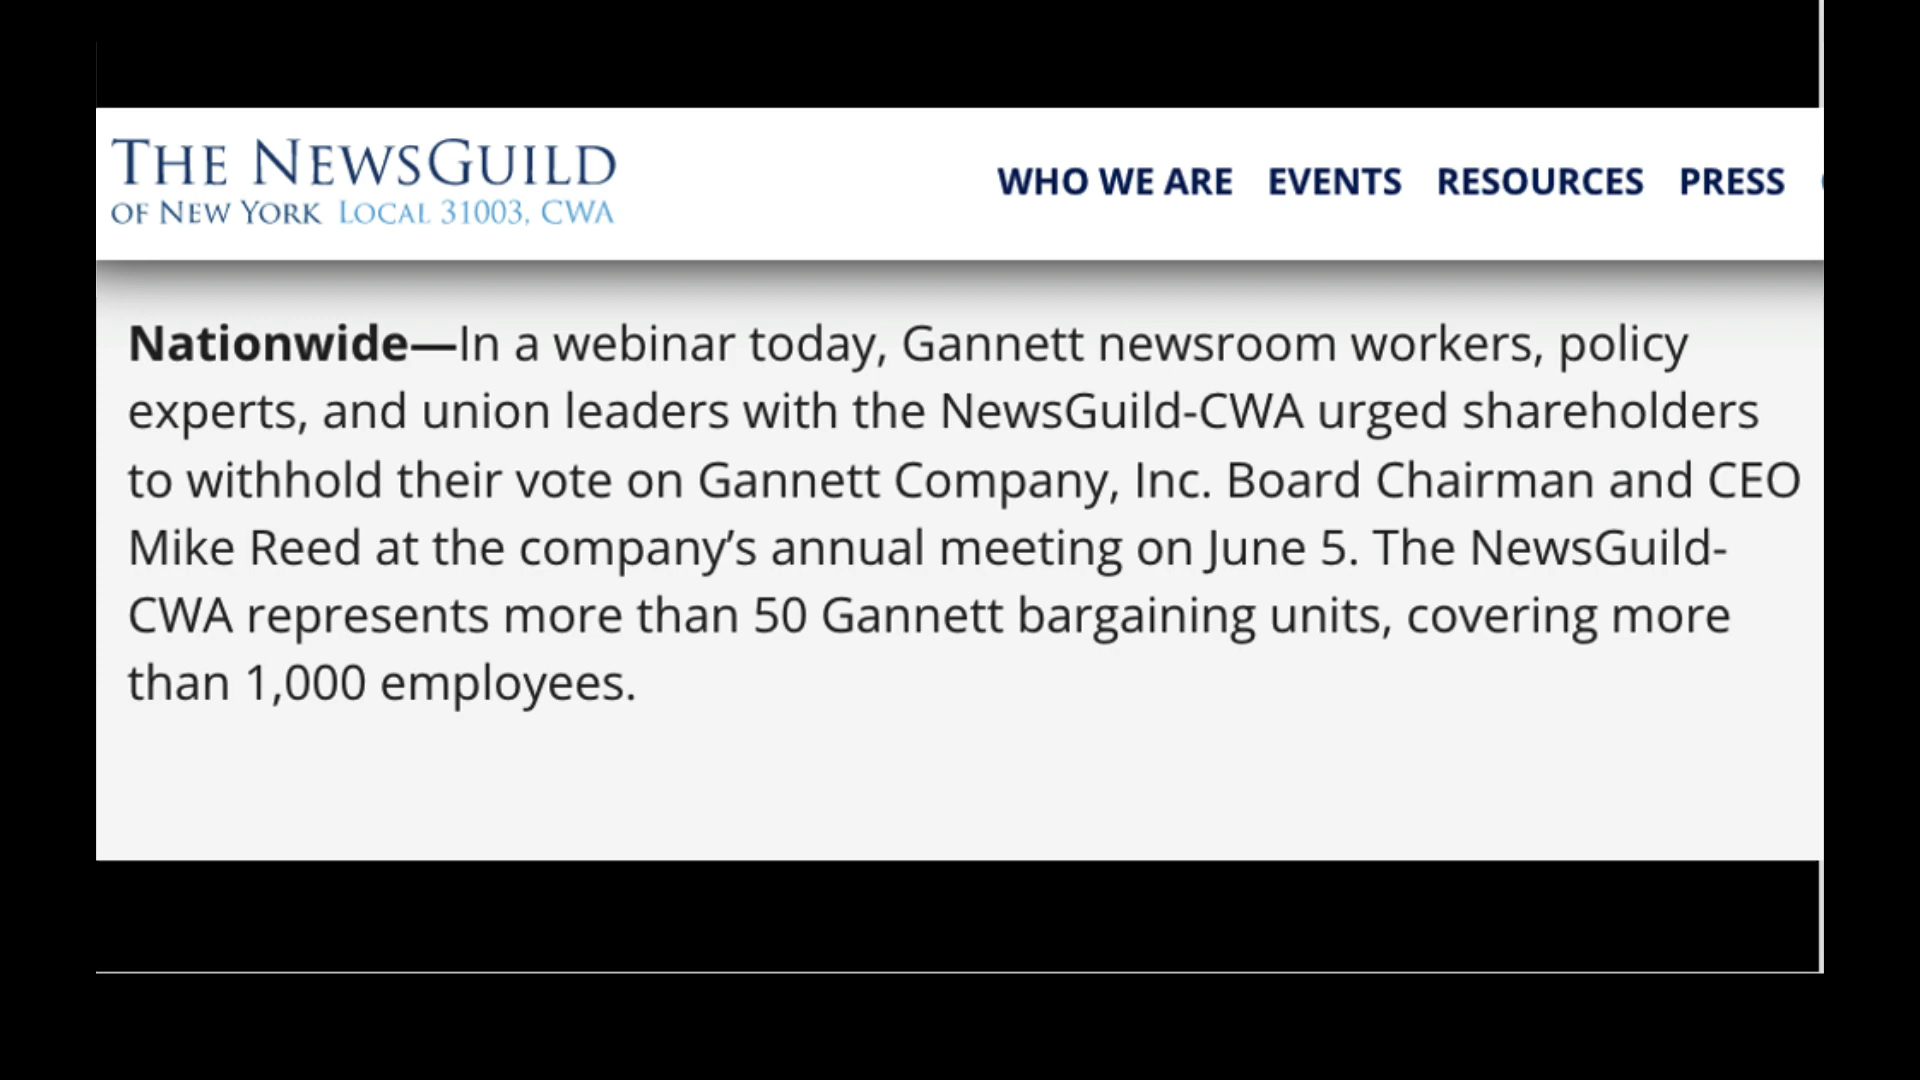 THE NEWSGUILD
OF NEW YORK LOCAL 31003, CWA
WHO WE ARE EVENTS RESOURCES PRESS
Nationwide—In a webinar today, Gannett newsroom workers, policy
experts, and union leaders with the NewsGuild-CWA urged shareholders
to withhold their vote on Gannett Company, Inc. Board Chairman and CEO
Mike Reed at the company’s annual meeting on June 5. The NewsGuild-
CWA represents more than 50 Gannett bargaining units, covering more
than 1,000 employees.